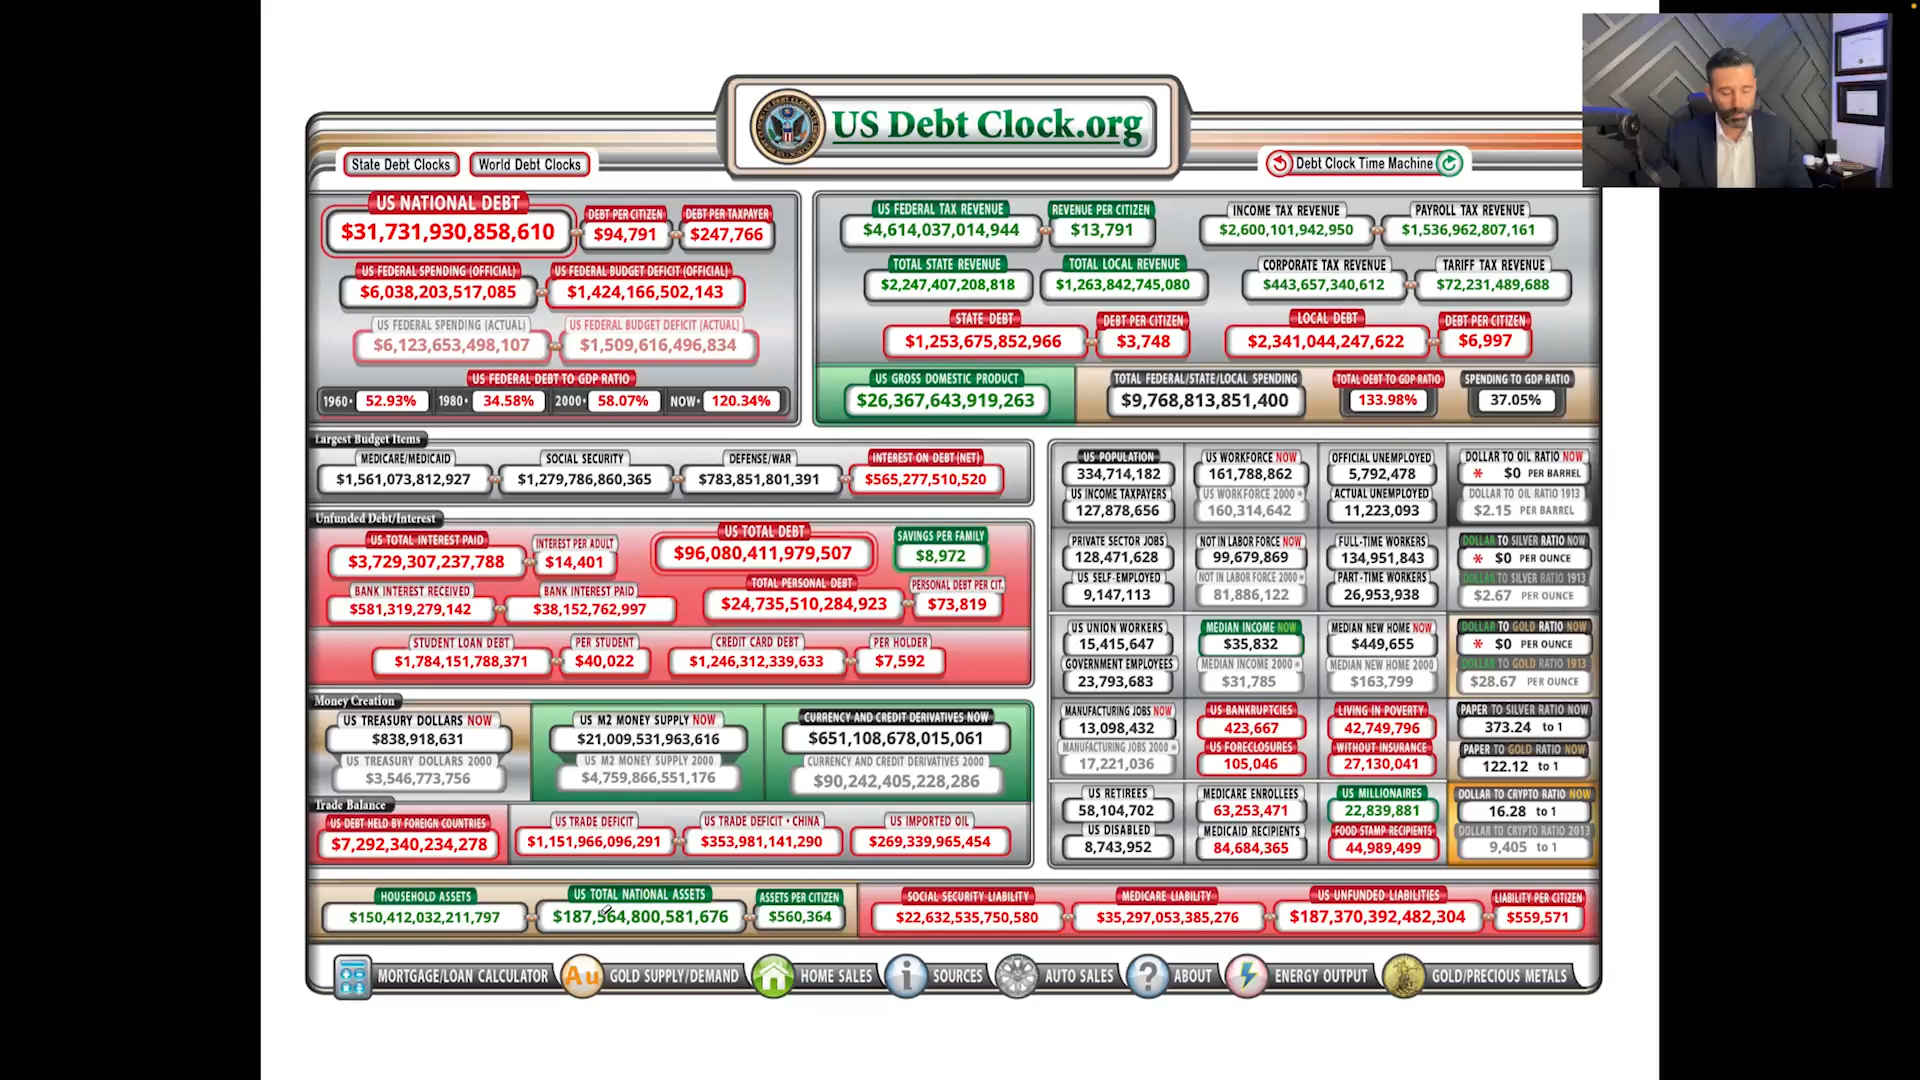 US Debt Clock.org
State Debt Clocks World Debt Clocks
Debt Clock Time Machine
US NATIONAL DEBT DEBT PER CITIZEN DEBT PER TAXPAYER
$31,731,930,858,610 $94,791 $247,766
US FEDERAL SPENDING (OFFICIAL) US FEDERAL BUDGET DEFICIT (OFFICIAL)
$6,038,203,517,085 $1,424,166,502,143
US FEDERAL SPENDING (ACTUAL) US FEDERAL BUDGET DEFICIT (ACTUAL)
$6,123,653,498,107 $1,509,616,496,834
US FEDERAL DEBT TO GDP RATIO
1960• 52.93% 1980• 34.58% 2000• 58.07% NOW• 120.34%
US FEDERAL TAX REVENUE REVENUE PER CITIZEN INCOME TAX REVENUE PAYROLL TAX REVENUE
$4,614,037,014,944 $13,791 $2,600,101,942,950 $1,536,962,807,161
TOTAL STATE REVENUE TOTAL LOCAL REVENUE CORPORATE TAX REVENUE TARIFF TAX REVENUE
$2,247,407,208,818 $1,263,842,745,080 $443,657,340,612 $72,231,489,688
STATE DEBT DEBT PER CITIZEN LOCAL DEBT DEBT PER CITIZEN
$1,253,675,852,966 $3,748 $2,341,044,247,622 $6,997
US GROSS DOMESTIC PRODUCT TOTAL FEDERAL/STATE/LOCAL SPENDING TOTAL DEBT TO GDP RATIO SPENDING TO GDP RATIO
$26,367,643,919,263 $9,768,813,851,400 133.98% 37.05%
Largest Budget Items
MEDICARE/MEDICAID SOCIAL SECURITY DEFENSE/WAR INTEREST ON DEBT (NET)
$1,561,073,812,927 $1,279,786,860,365 $783,851,801,391 $565,277,510,520
Unfunded Debt/Interest
US TOTAL INTEREST PAID INTEREST PER ADULT US TOTAL DEBT SAVINGS PER FAMILY
$3,729,307,237,788 $14,401 $96,080,411,979,507 $8,972
BANK INTEREST RECEIVED BANK INTEREST PAID TOTAL PERSONAL DEBT PERSONAL DEBT PER CIT.
$581,319,279,142 $38,152,762,997 $24,735,510,284,923 $73,819
STUDENT LOAN DEBT PER STUDENT CREDIT CARD DEBT PER HOLDER
$1,784,151,788,371 $40,022 $1,246,312,339,633 $7,592
Money Creation
US TREASURY DOLLARS NOW US M2 MONEY SUPPLY NOW CURRENCY AND CREDIT DERIVATIVES NOW
$838,918,631 $21,009,531,963,616 $651,108,678,015,061
US TREASURY DOLLARS 2000 US M2 MONEY SUPPLY 2000 CURRENCY AND CREDIT DERIVATIVES 2000
$3,546,773,756 $4,759,866,551,176 $90,242,405,228,286
Trade Balance
US DEBT HELD BY FOREIGN COUNTRIES US TRADE DEFICIT US TRADE DEFICIT • CHINA US IMPORTED OIL
$7,292,340,234,278 $1,151,966,096,291 $353,981,141,290 $269,339,965,454
US POPULATION US WORKFORCE NOW OFFICIAL UNEMPLOYED DOLLAR TO OIL RATIO NOW
334,714,182 161,788,862 5,792,478 * $0 PER BARREL
US INCOME TAXPAYERS US WORKFORCE 2000 ACTUAL UNEMPLOYED DOLLAR TO OIL RATIO 1913
127,878,656 160,314,642 11,223,093 $2.15 PER BARREL
PRIVATE SECTOR JOBS NOT IN LABOR FORCE NOW FULL-TIME WORKERS DOLLAR TO SILVER RATIO NOW
128,471,628 99,679,869 134,951,843 * $0 PER OUNCE
US SELF-EMPLOYED NOT IN LABOR FORCE 2000 PART-TIME WORKERS DOLLAR TO SILVER RATIO 1913
9,147,113 81,886,122 26,953,938 $2.67 PER OUNCE
US UNION WORKERS MEDIAN INCOME NOW MEDIAN NEW HOME NOW DOLLAR TO GOLD RATIO NOW
15,415,647 $35,832 $449,655 * $0 PER OUNCE
GOVERNMENT EMPLOYEES MEDIAN INCOME 2000 MEDIAN NEW HOME 2000 DOLLAR TO GOLD RATIO 1913
23,793,683 $31,785 $163,799 $28.67 PER OUNCE
MANUFACTURING JOBS NOW US BANKRUPTCIES LIVING IN POVERTY PAPER TO SILVER RATIO NOW
13,098,432 423,667 42,749,796 373.24 to 1
MANUFACTURING JOBS 2000 US FORECLOSURES WITHOUT INSURANCE PAPER TO GOLD RATIO NOW
17,221,036 105,046 27,130,041 122.12 to 1
US RETIREES MEDICARE ENROLLEES US MILLIONAIRES DOLLAR TO CRYPTO RATIO NOW
58,104,702 63,253,471 22,839,881 16.28 to 1
US DISABLED MEDICAID RECIPIENTS FOOD STAMP RECIPIENTS DOLLAR TO CRYPTO RATIO 2013
8,743,952 84,684,365 44,989,499 9,405 to 1
HOUSEHOLD ASSETS US TOTAL NATIONAL ASSETS ASSETS PER CITIZEN SOCIAL SECURITY LIABILITY MEDICARE LIABILITY US UNFUNDED LIABILITIES LIABILITY PER CITIZEN
$150,412,032,211,797 $187,564,800,581,676 $560,364 $22,632,535,750,580 $35,297,053,385,276 $187,370,392,482,304 $559,571
MORTGAGE/LOAN CALCULATOR Au GOLD SUPPLY/DEMAND HOME SALES i SOURCES AUTO SALES ? ABOUT ENERGY OUTPUT GOLD/PRECIOUS METALS